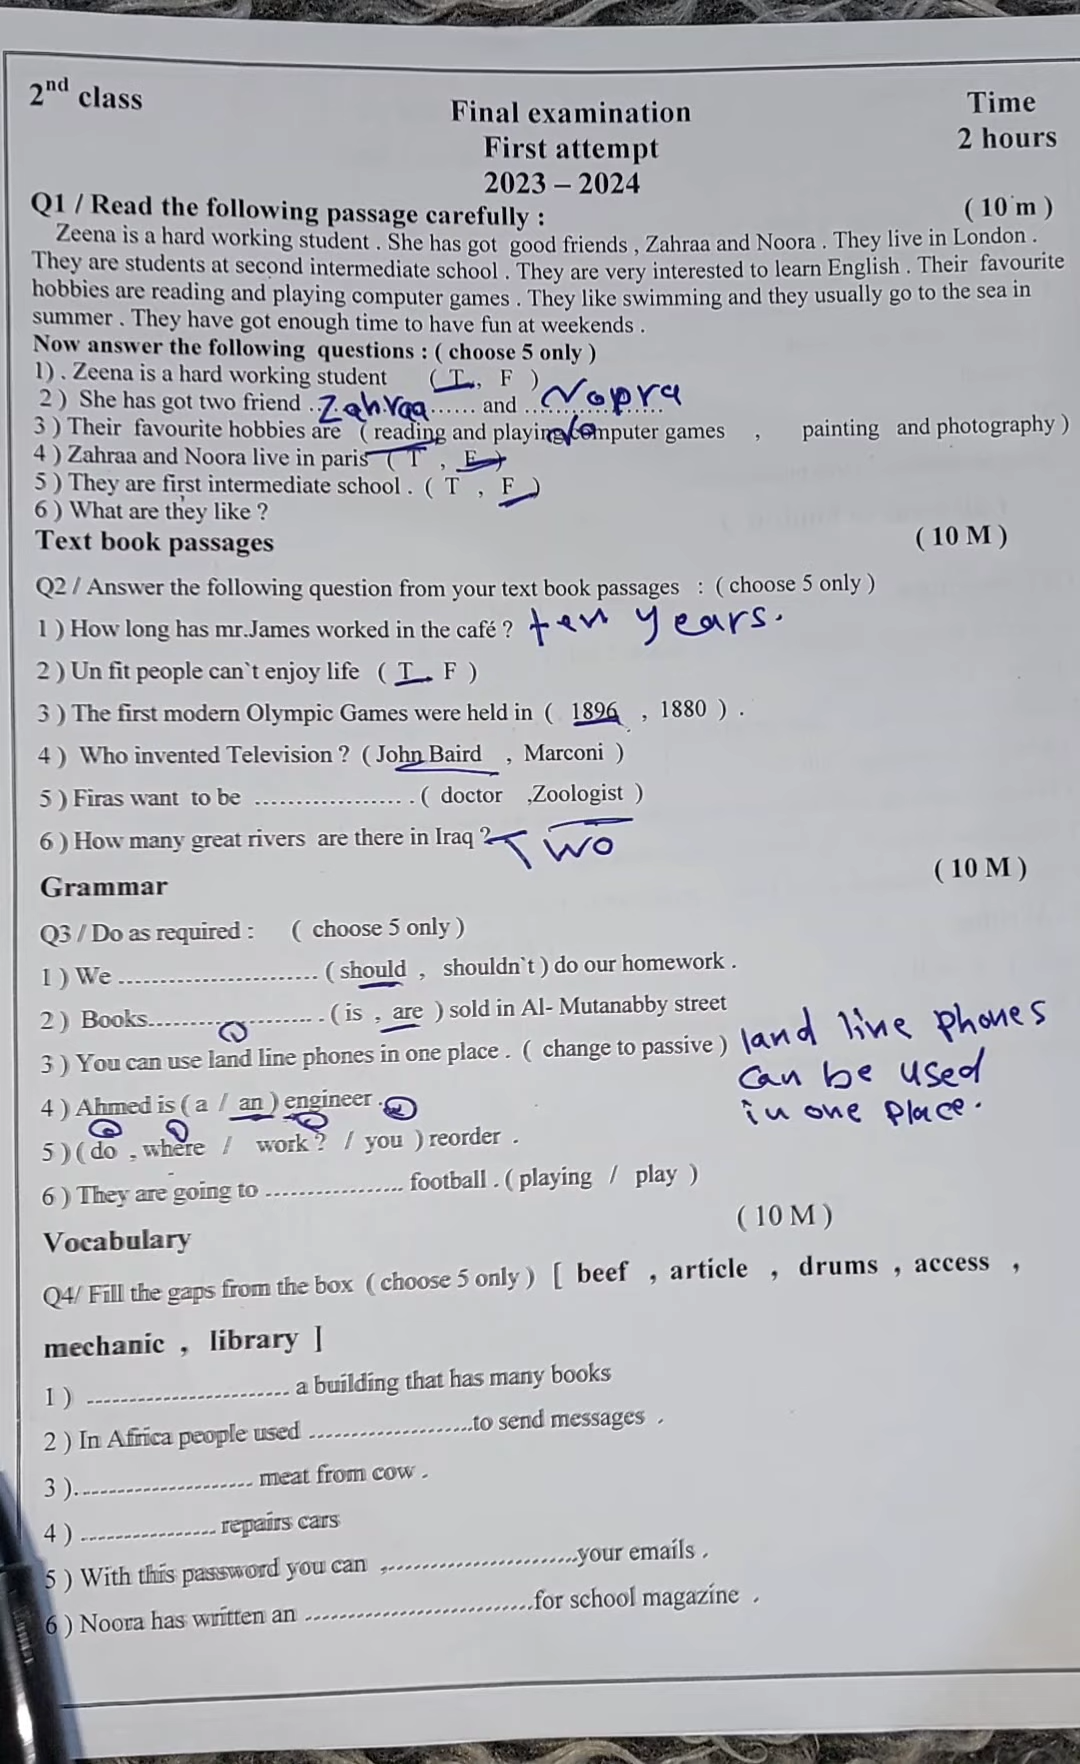 2nd class
Final examination
Time
First attempt
2 hours
2023 – 2024
Q1 / Read the following passage carefully :
( 10 m )
Zeena is a hard working student . She has got good friends , Zahraa and Noora . They live in London .
They are students at second intermediate school . They are very interested to learn English . Their favourite
hobbies are reading and playing computer games . They like swimming and they usually go to the sea in
summer . They have got enough time to have fun at weekends .
Now answer the following questions : ( choose 5 only )
1) . Zeena is a hard working student ( T , F )
2 ) She has got two friend ..Zahraa...... and ..Noora
3 ) Their favourite hobbies are ( reading and playing computer games , painting and photography )
4 ) Zahraa and Noora live in paris ( T , F )
5 ) They are first intermediate school . ( T , F )
6 ) What are they like ?
Text book passages ( 10 M )
Q2 / Answer the following question from your text book passages : ( choose 5 only )
1 ) How long has mr.James worked in the café ? ten years.
2 ) Un fit people can`t enjoy life ( T F )
3 ) The first modern Olympic Games were held in ( 1896 , 1880 ) .
4 ) Who invented Television ? ( John Baird , Marconi )
5 ) Firas want to be .................... ( doctor ,Zoologist )
6 ) How many great rivers are there in Iraq ? Two
Grammar ( 10 M )
Q3 / Do as required : ( choose 5 only )
1 ) We ........................ ( should , shouldn`t ) do our homework .
2 ) Books........................ ( is , are ) sold in Al- Mutanabby street
3 ) You can use land line phones in one place . ( change to passive ) land line phones
can be used
in one place.
4 ) Ahmed is ( a / an ) engineer .
5 ) ( do , where / work ? / you ) reorder .
6 ) They are going to ................. football . ( playing / play )
( 10 M )
Vocabulary
Q4/ Fill the gaps from the box ( choose 5 only ) [ beef , article , drums , access ,
mechanic , library ]
1 ) ........................ a building that has many books
2 ) In Africa people used ....................to send messages .
3 )...................... meat from cow .
4 ) ................. repairs cars
5 ) With this password you can ........................your emails .
6 ) Noora has written an ............................for school magazine .